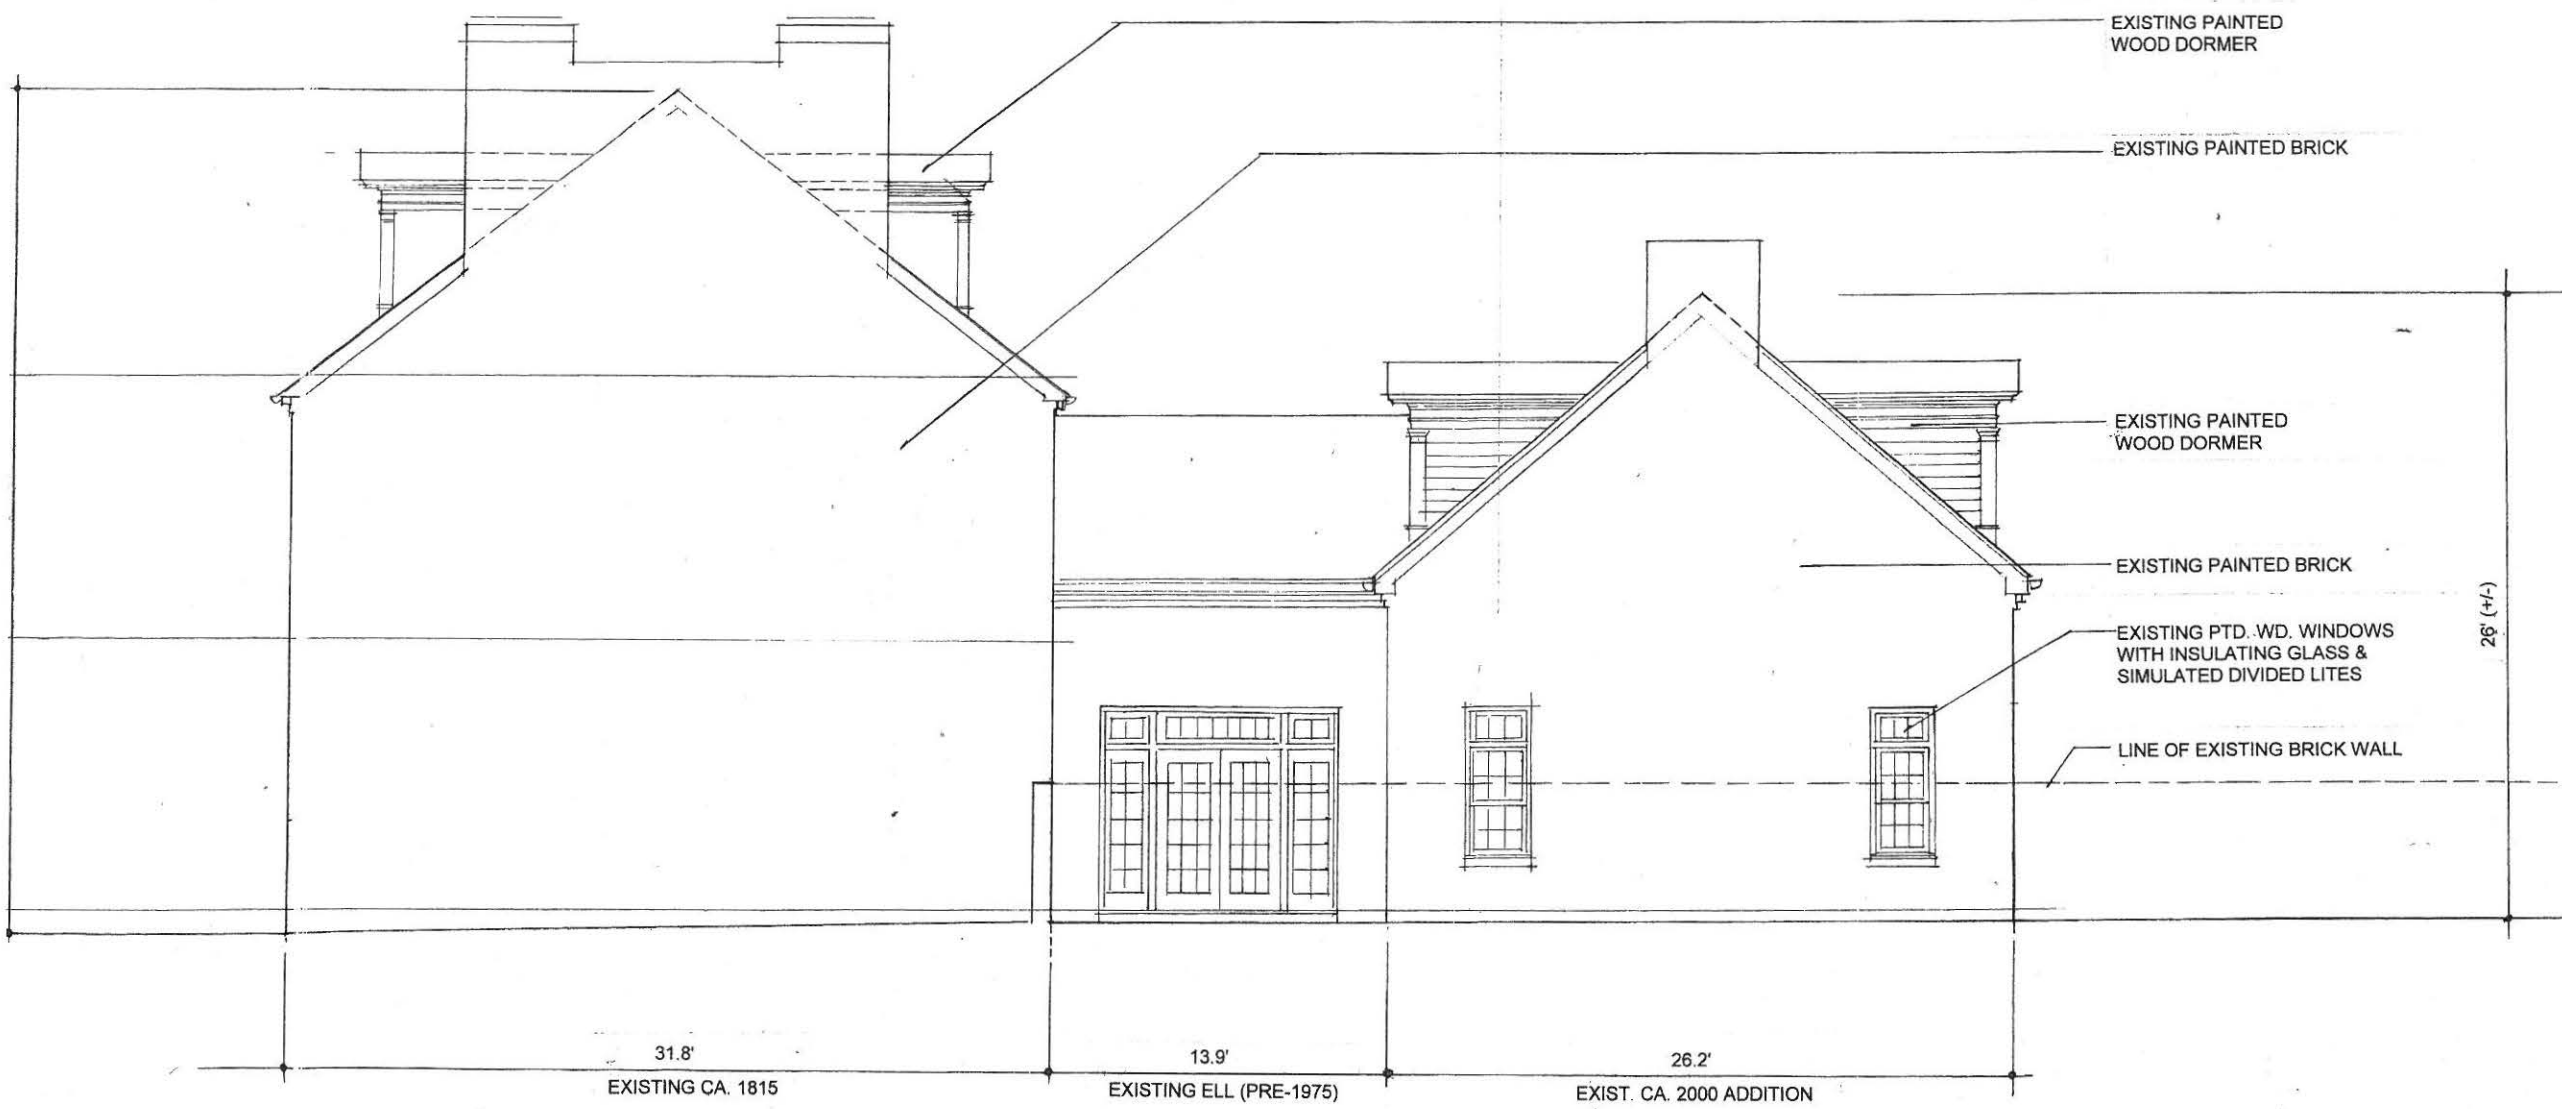 EXISTING PAINTED
WOOD DORMER
EXISTING PAINTED BRICK
EXISTING PAINTED
WOOD DORMER
EXISTING PAINTED BRICK
26' (+/-)
EXISTING PTD. WD. WINDOWS
WITH INSULATING GLASS &
SIMULATED DIVIDED LITES
LINE OF EXISTING BRICK WALL
31.8'
EXISTING CA. 1815
13.9'
EXISTING ELL (PRE-1975)
26.2'
EXIST. CA. 2000 ADDITION